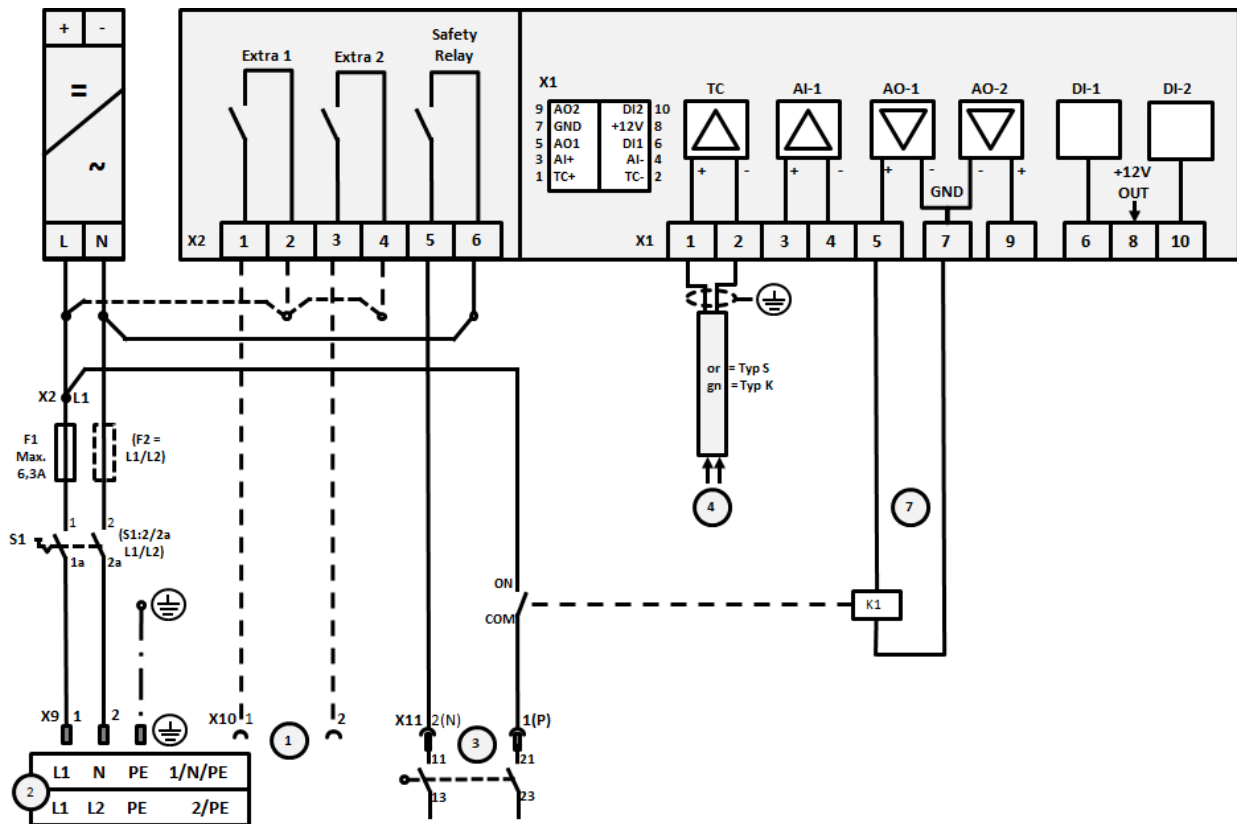 + -
=
~
L N
Extra 1
Extra 2
Safety
Relay
X2 1 2 3 4 5 6
X1
9 AO2 DI2 10
7 GND +12V 8
5 AO1 DI1 6
3 AI+ AI- 4
1 TC+ TC- 2
TC
AI-1
AO-1
AO-2
DI-1
DI-2
+ -
+ -
+ -
- +
GND
+12V
OUT
X1 1 2 3 4 5 7 9 6 8 10
or = Typ S
gn = Typ K
4
7
X2 L1
F1
Max.
6,3A
(F2 =
L1/L2)
S1
1
2
1a
2a
(S1:2/2a
L1/L2)
ON
COM
K1
X9 1 2
X10 1 2
1
X11 2(N)
1(P)
3
11
13
21
23
2
L1 N PE 1/N/PE
L1 L2 PE 2/PE